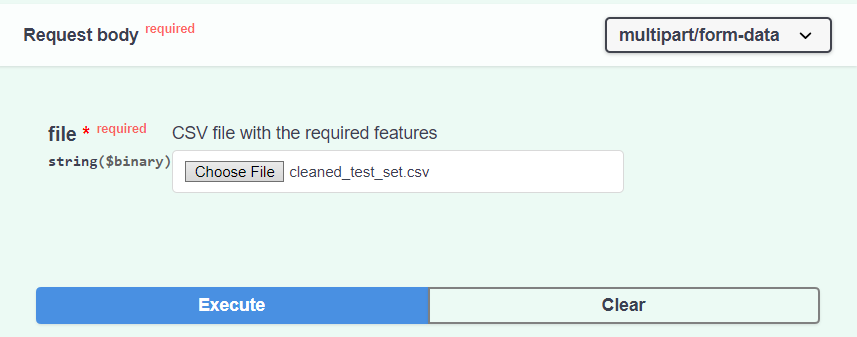 Request body required
multipart/form-data
file * required
CSV file with the required features
string($binary)
Choose File cleaned_test_set.csv
Execute
Clear